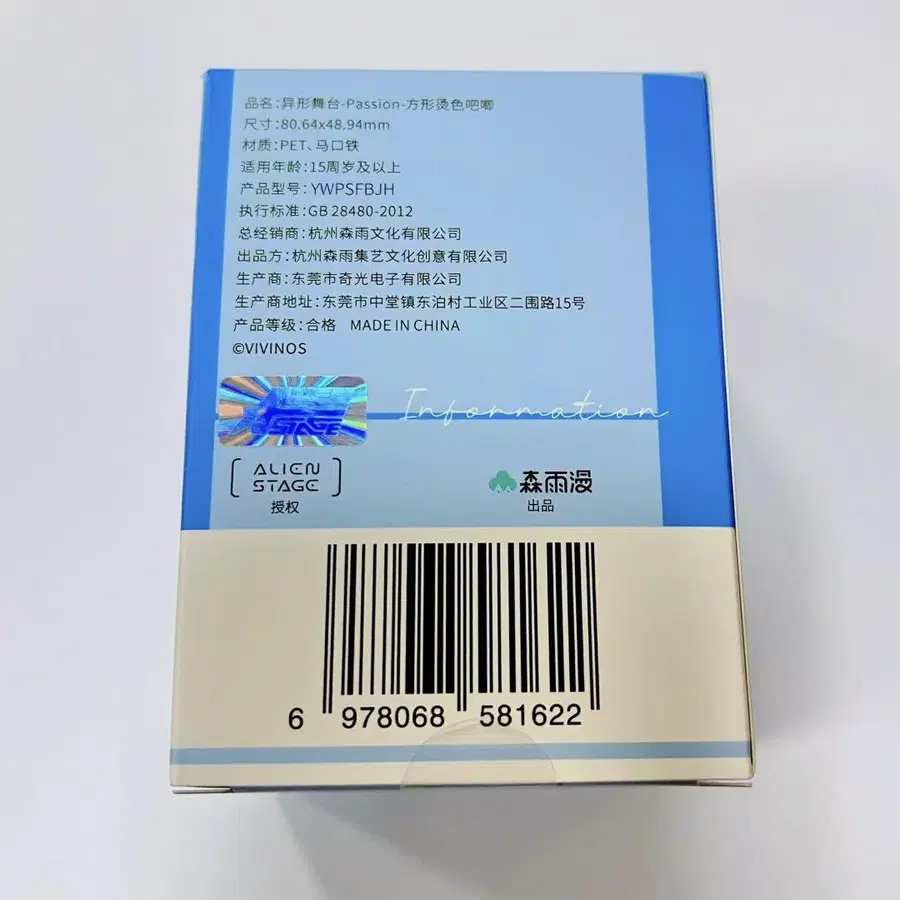 品名:异形舞台-Passion-方形烫色吧唧
尺寸:80.64x48.94mm
材质:PET、马口铁
适用年龄:15周岁及以上
产品型号:YWPSFBJH
执行标准:GB 28480-2012
总经销商:杭州森雨文化有限公司
出品方:杭州森雨集艺文化创意有限公司
生产商:东莞市奇光电子有限公司
生产商地址:东莞市中堂镇东泊村工业区二围路15号
产品等级:合格 MADE IN CHINA
©VIVINOS
STAGE
Information
ALIEN
STAGE
授权
森雨漫
出品
6 978068 581622